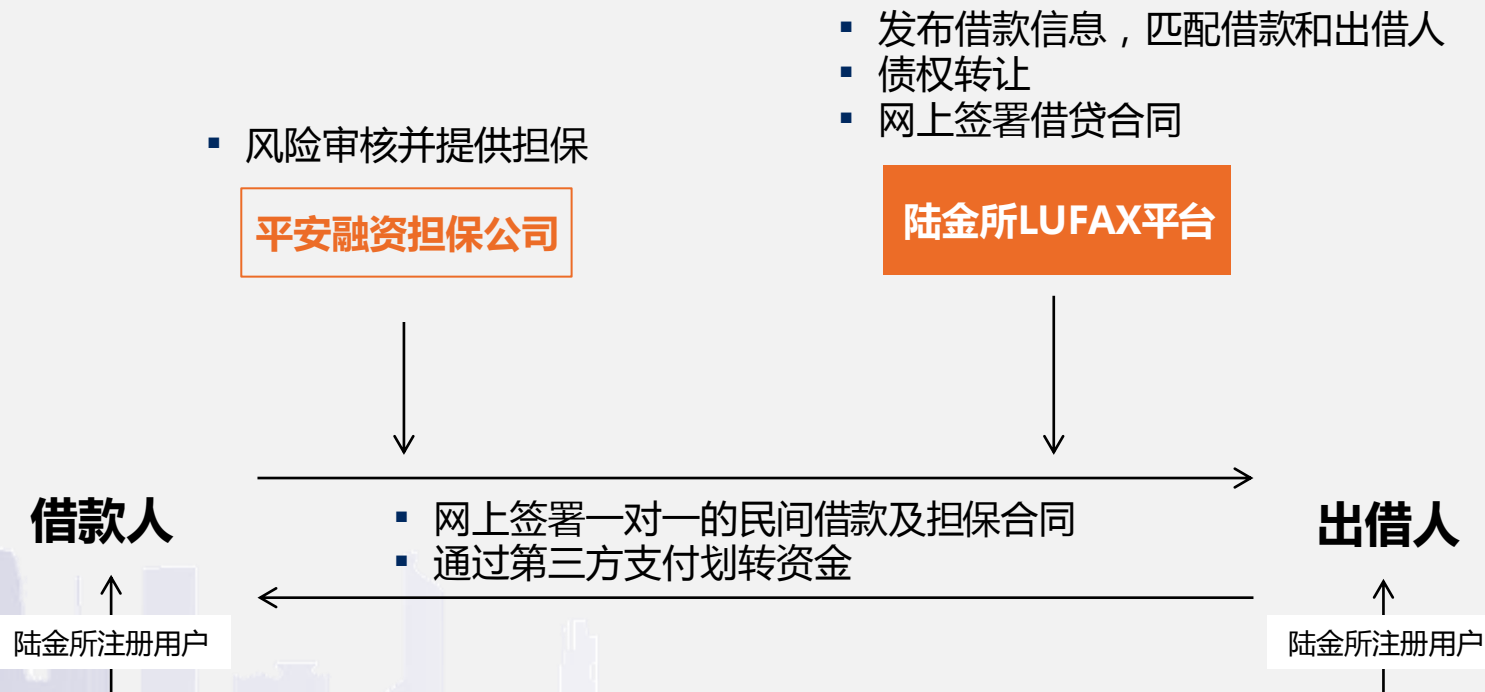 ▪ 发布借款信息，匹配借款和出借人
▪ 债权转让
▪ 网上签署借贷合同
▪ 风险审核并提供担保
平安融资担保公司
陆金所LUFAX平台
借款人
▪ 网上签署一对一的民间借款及担保合同
▪ 通过第三方支付划转资金
出借人
陆金所注册用户
陆金所注册用户